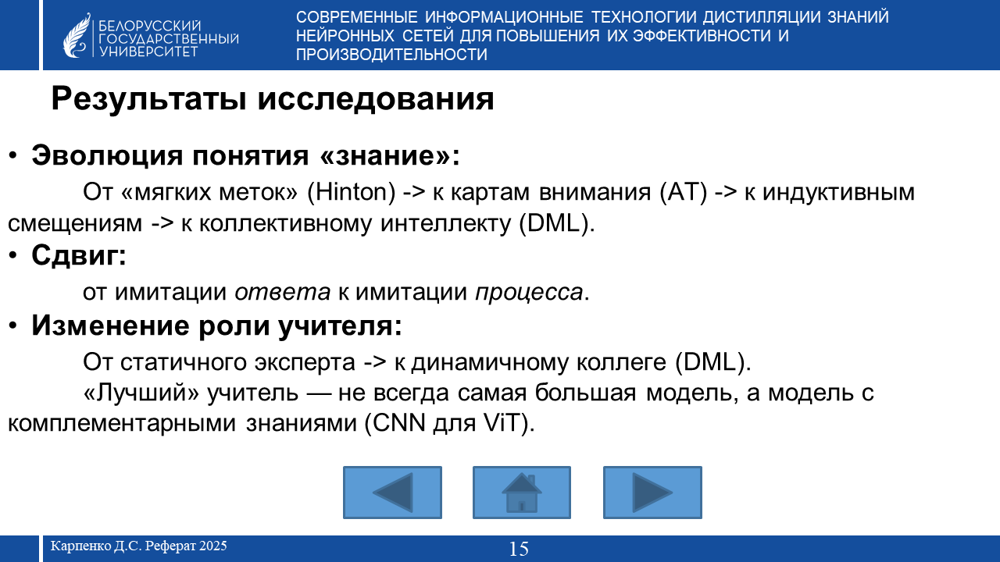 БЕЛОРУССКИЙ
ГОСУДАРСТВЕННЫЙ
УНИВЕРСИТЕТ
СОВРЕМЕННЫЕ ИНФОРМАЦИОННЫЕ ТЕХНОЛОГИИ ДИСТИЛЛЯЦИИ ЗНАНИЙ
НЕЙРОННЫХ СЕТЕЙ ДЛЯ ПОВЫШЕНИЯ ИХ ЭФФЕКТИВНОСТИ И
ПРОИЗВОДИТЕЛЬНОСТИ
Результаты исследования
• Эволюция понятия «знание»:
От «мягких меток» (Hinton) -> к картам внимания (AT) -> к индуктивным
смещениям -> к коллективному интеллекту (DML).
• Сдвиг:
от имитации ответа к имитации процесса.
• Изменение роли учителя:
От статичного эксперта -> к динамичному коллеге (DML).
«Лучший» учитель — не всегда самая большая модель, а модель с
комплементарными знаниями (CNN для ViT).
Карпенко Д.С. Реферат 2025
15